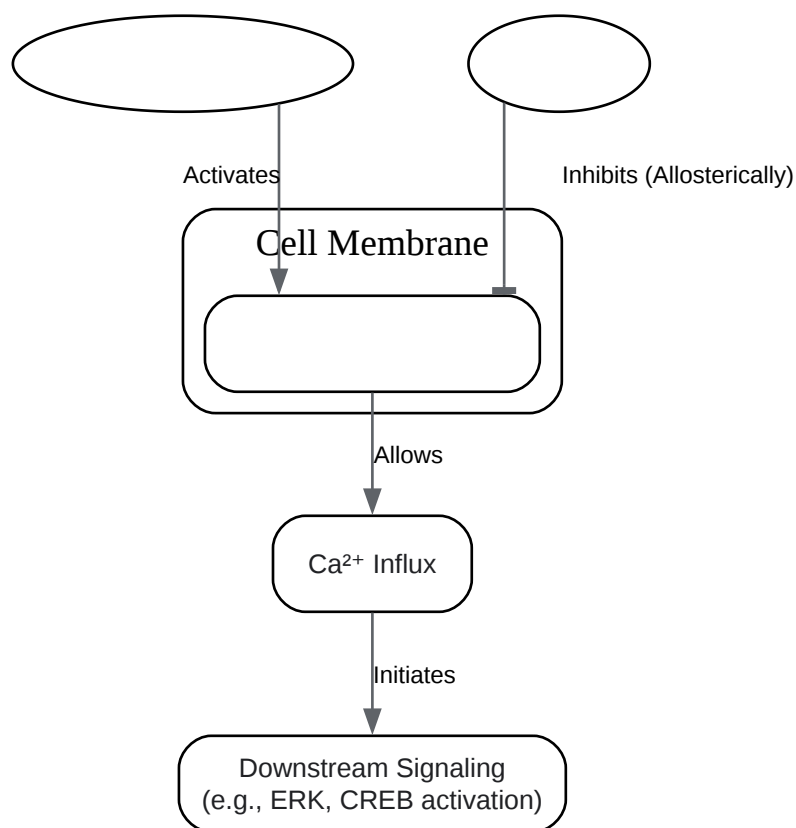 Activates
Inhibits (Allosterically)
Cell Membrane
Allows
Ca²⁺ Influx
Initiates
Downstream Signaling
(e.g., ERK, CREB activation)